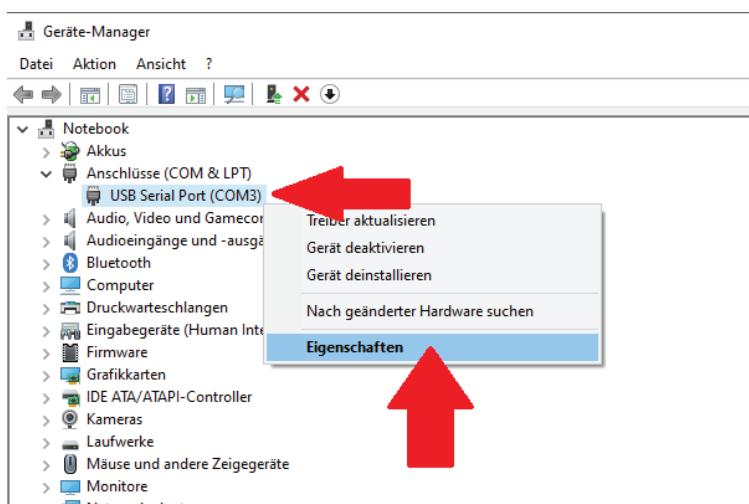 Geräte-Manager
Datei Aktion Ansicht ?
Notebook
Akkus
Anschlüsse (COM & LPT)
USB Serial Port (COM3)
Audio, Video und Gamecor
Treiber aktualisieren
Audioeingänge und -ausgä
Gerät deaktivieren
Bluetooth
Gerät deinstallieren
Computer
Druckwarteschlangen
Nach geänderter Hardware suchen
Eingabegeräte (Human Inte
Eigenschaften
Firmware
Grafikkarten
IDE ATA/ATAPI-Controller
Kameras
Laufwerke
Mäuse und andere Zeigegeräte
Monitore